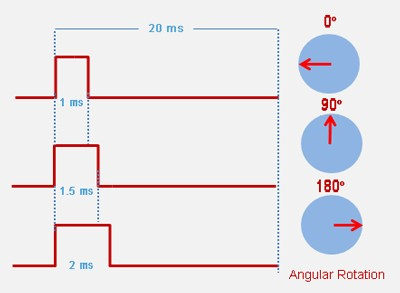 20 ms
0°
1 ms
90°
1.5 ms
180°
2 ms
Angular Rotation